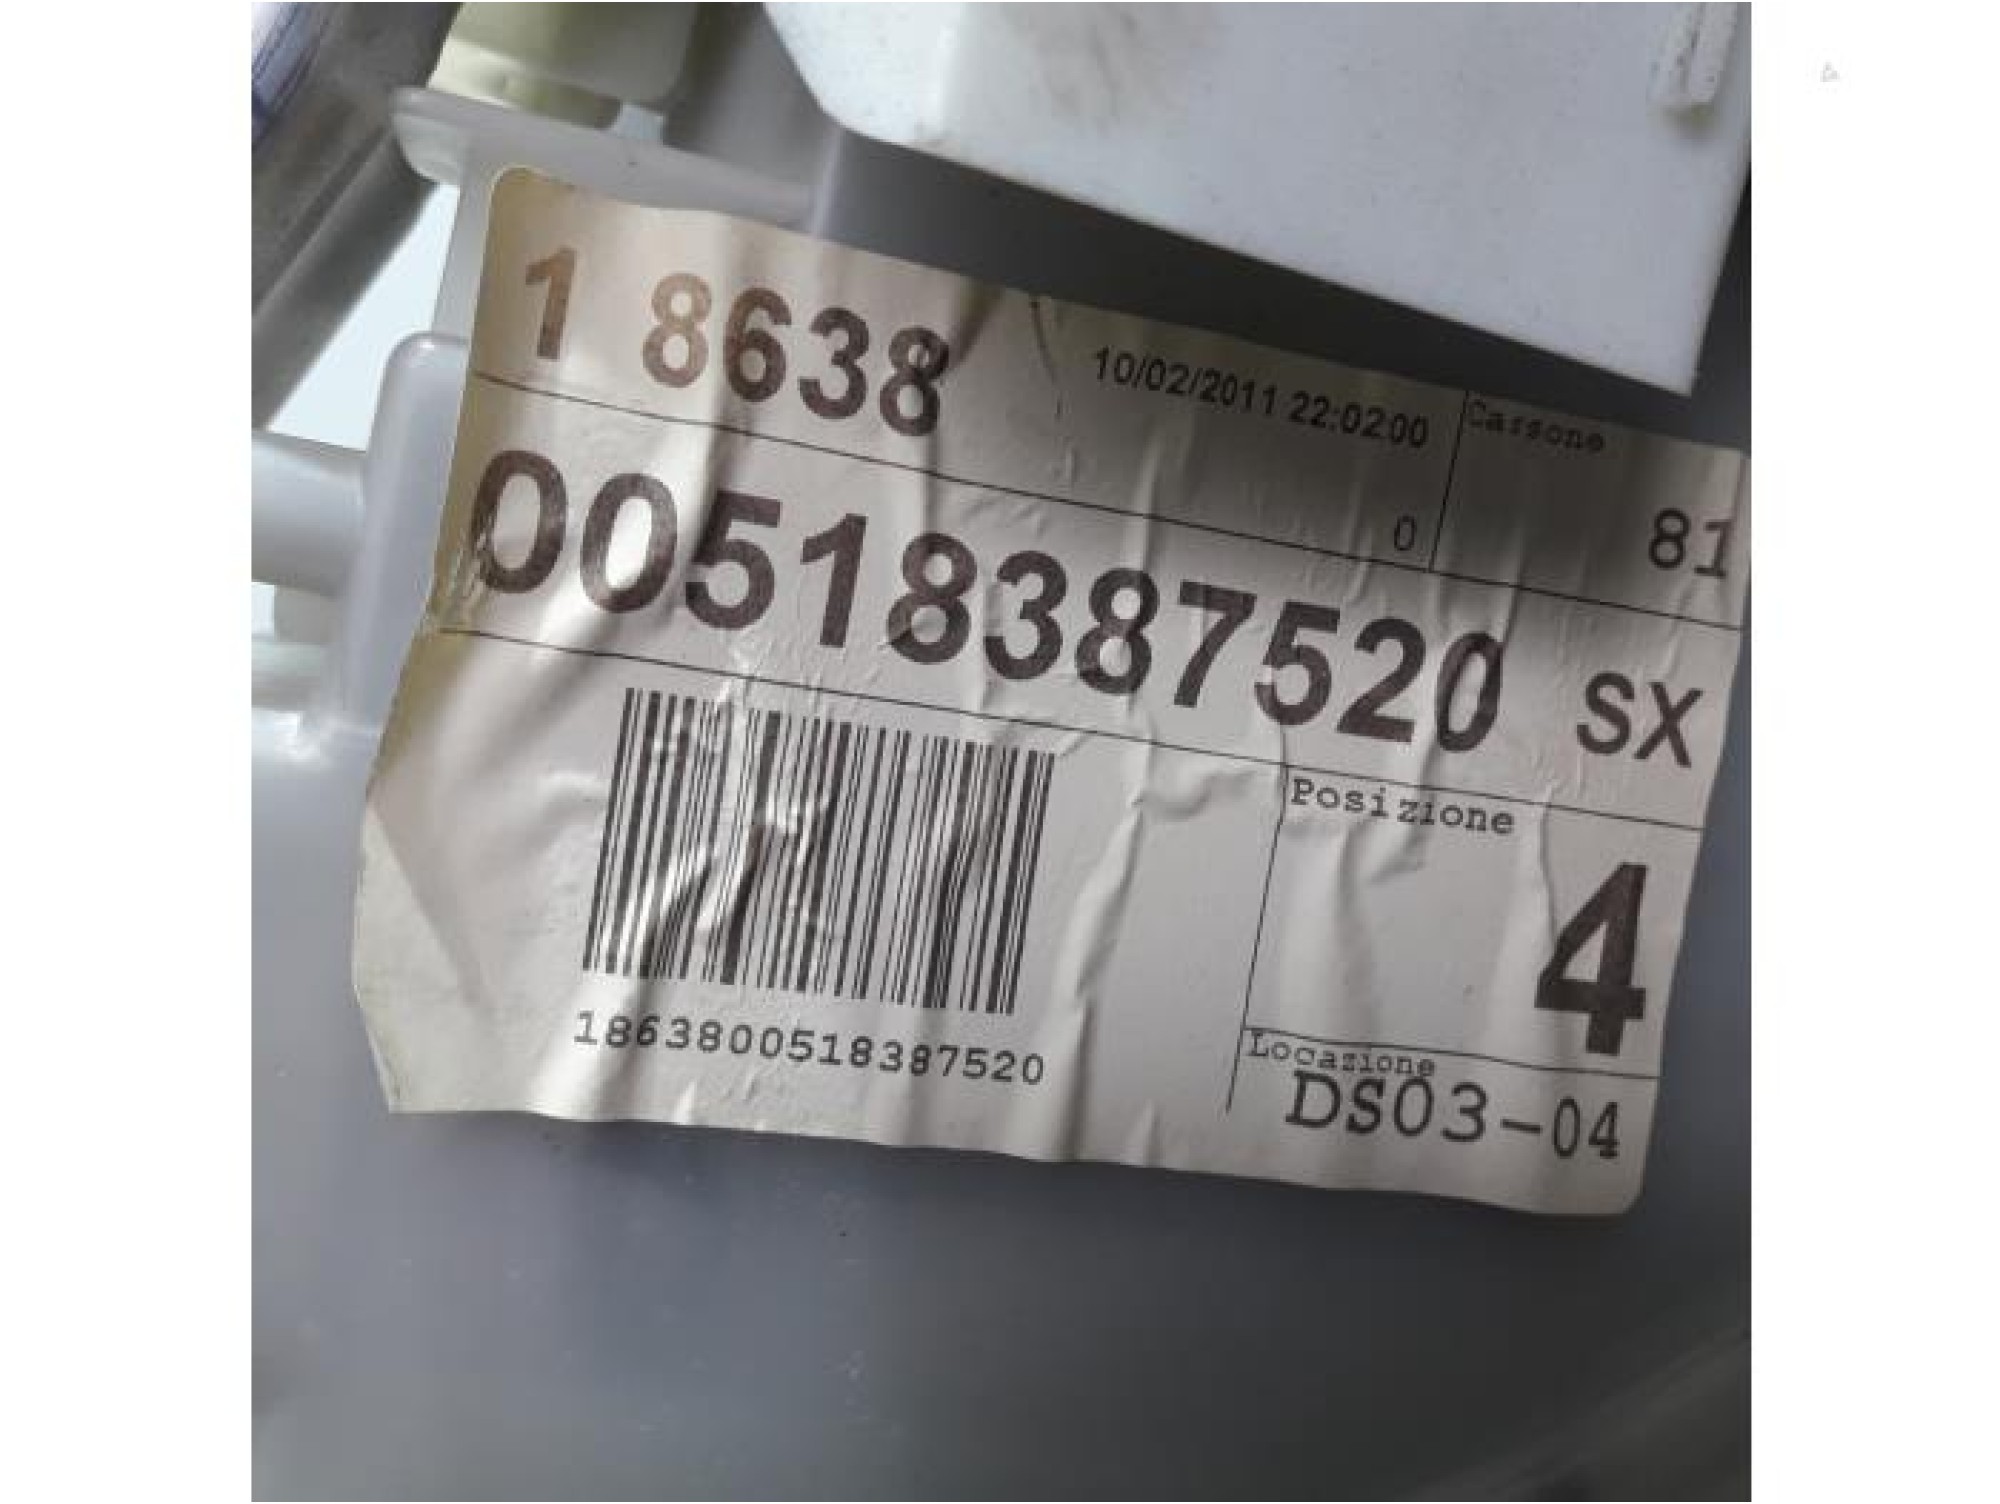 1 8638
10/02/2011 22:02:00
0
Cassone
81
00518387520 SX
1863800518387520
Posizione
4
Locazione
DS03-04